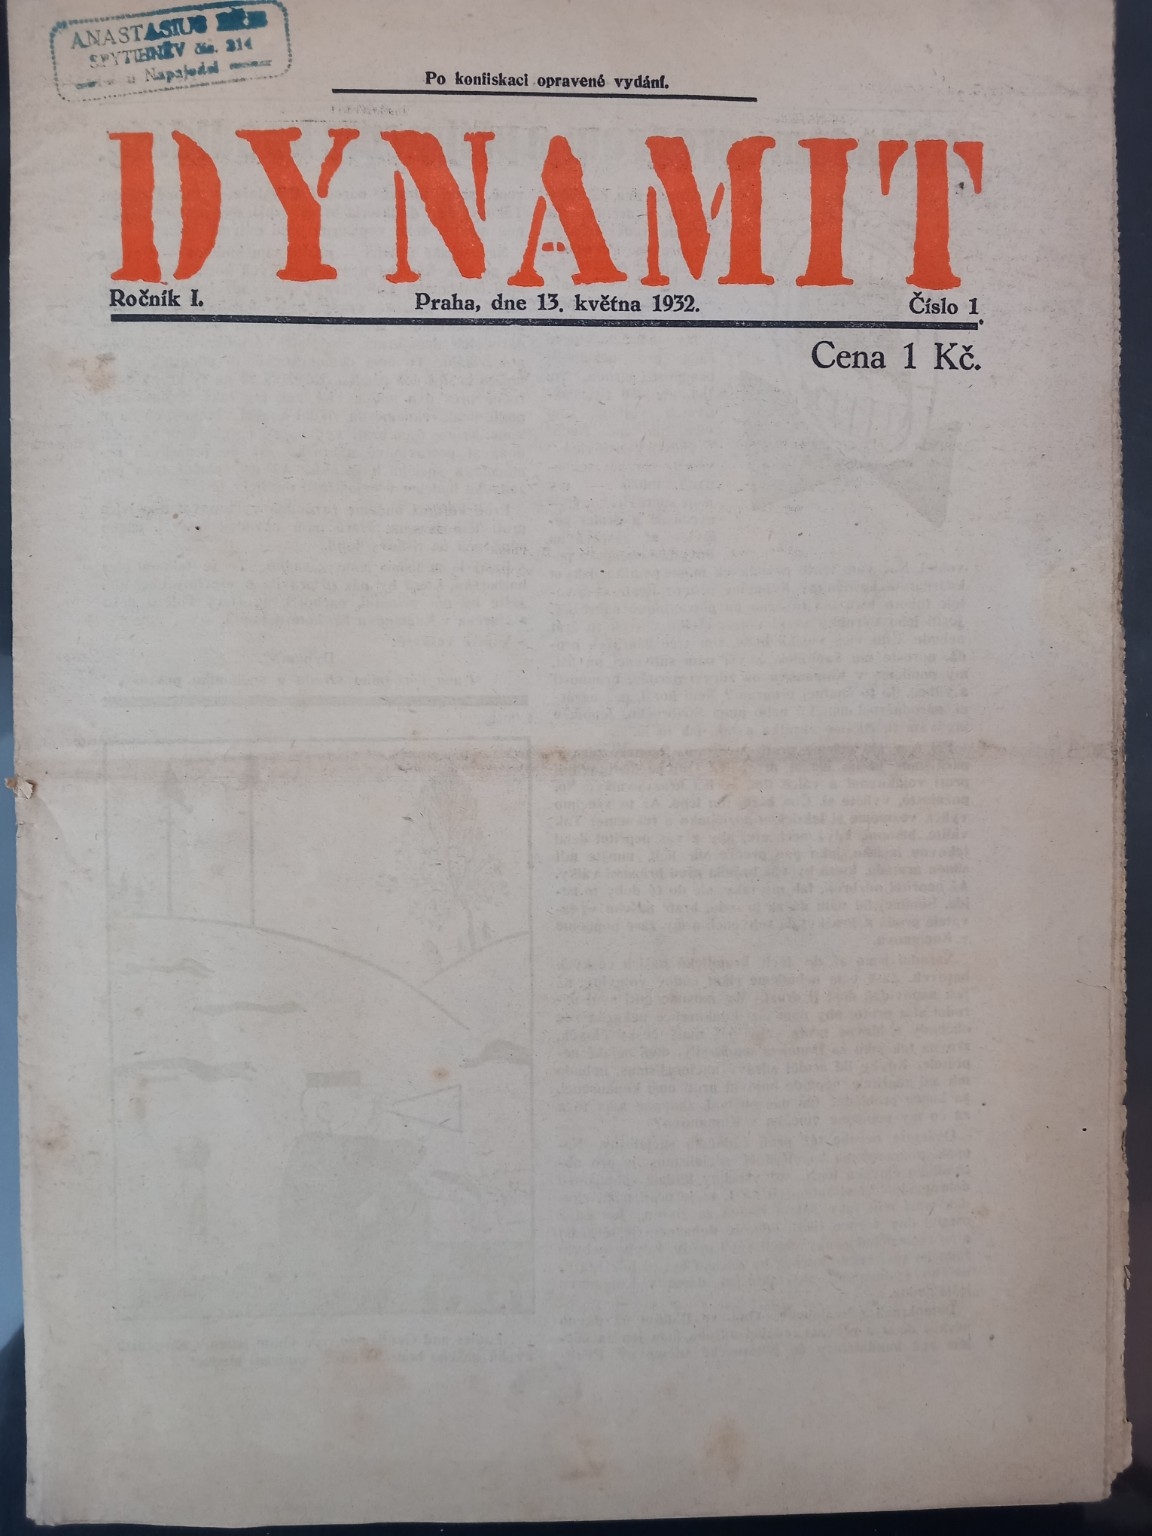 ANASTASIUS
SPYTIHNĚV čís. 214
u Napajedel
Po konfiskaci opravené vydání.
DYNAMIT
Ročník I. Praha, dne 13. května 1932. Číslo 1
Cena 1 Kč.